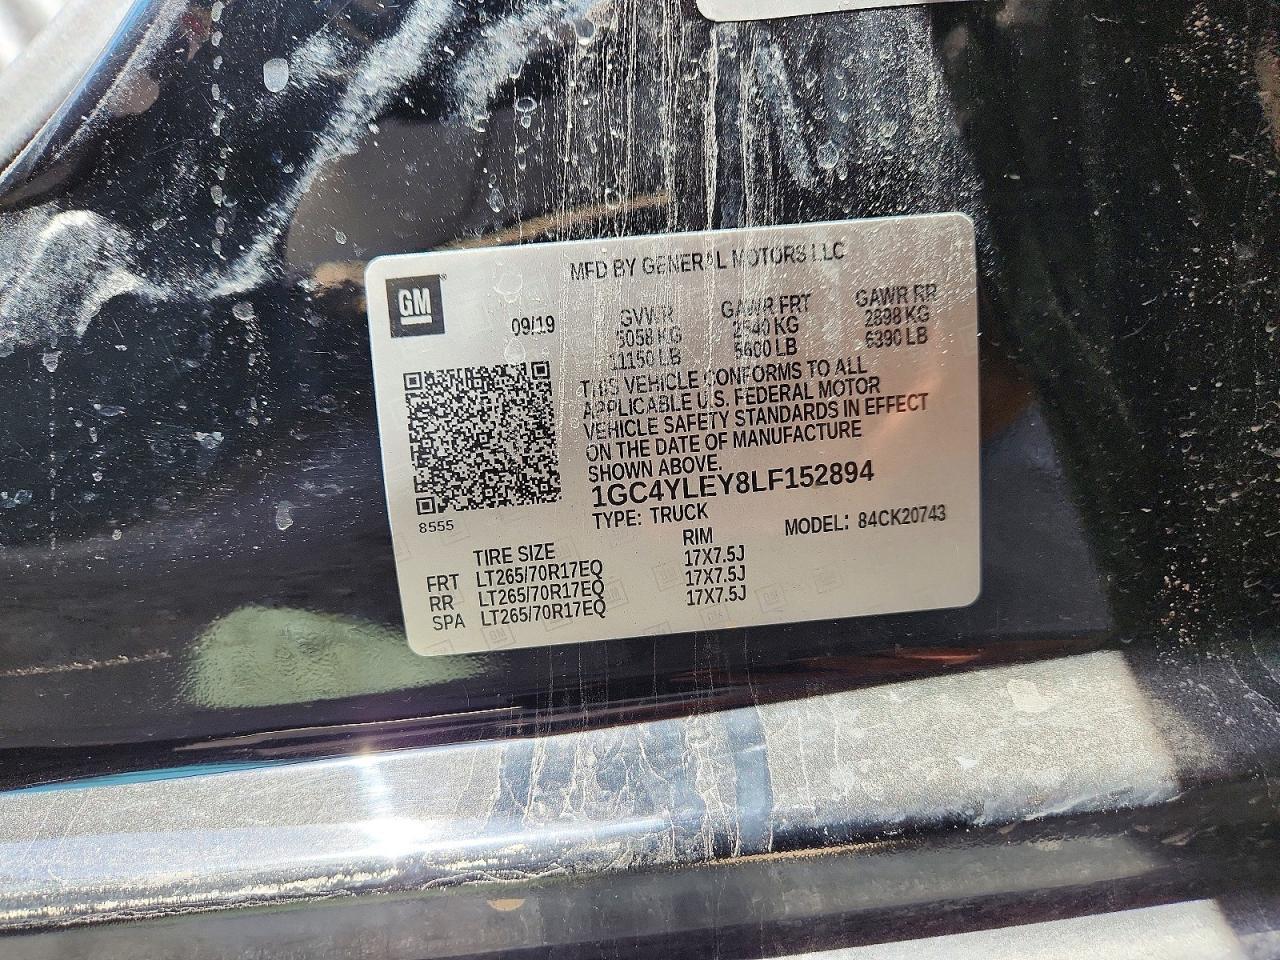 MFD BY GENERAL MOTORS LLC
GM®
09/19
GVWR GAWR FRT GAWR RR
5058 KG 2540 KG 2898 KG
11150 LB 5600 LB 6390 LB
THIS VEHICLE CONFORMS TO ALL
APPLICABLE U.S. FEDERAL MOTOR
VEHICLE SAFETY STANDARDS IN EFFECT
ON THE DATE OF MANUFACTURE
SHOWN ABOVE.
1GC4YLEY8LF152894
8555
TYPE: TRUCK MODEL: 84CK20743
TIRE SIZE RIM
FRT LT265/70R17EQ 17X7.5J
RR LT265/70R17EQ 17X7.5J
SPA LT265/70R17EQ 17X7.5J